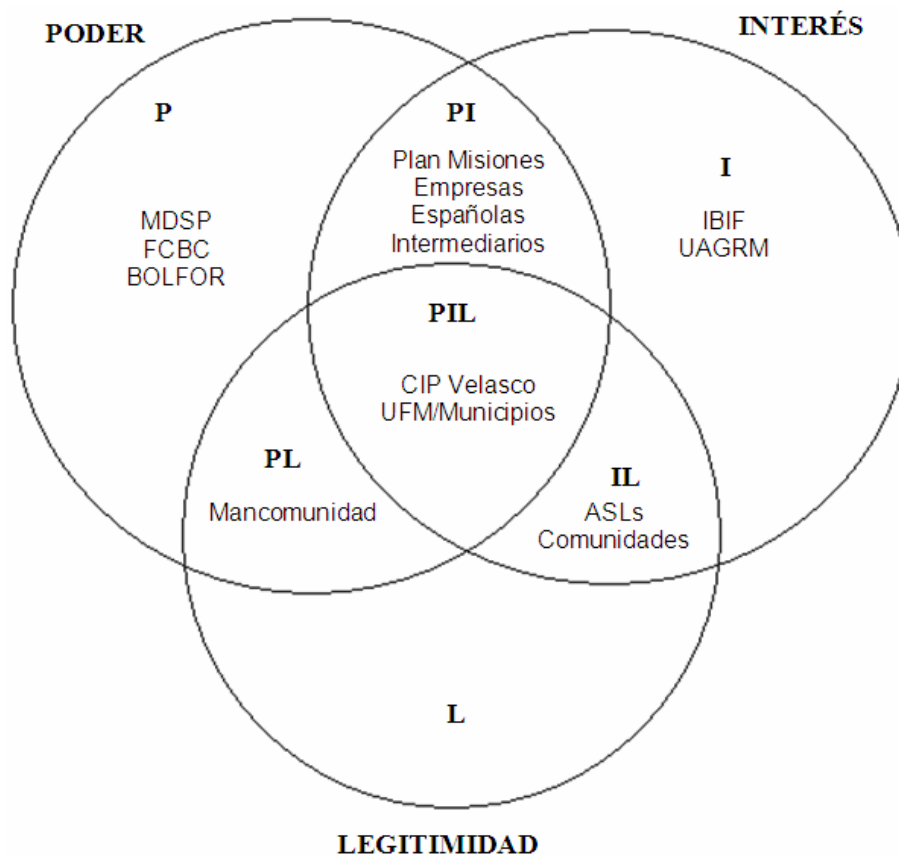 PODER
INTERÉS
P
PI
I
Plan Misiones
Empresas
Españolas
Intermediarios
MDSP
FCBC
BOLFOR
IBIF
UAGRM
PIL
CIP Velasco
UFM/Municipios
PL
Mancomunidad
IL
ASLs
Comunidades
L
LEGITIMIDAD